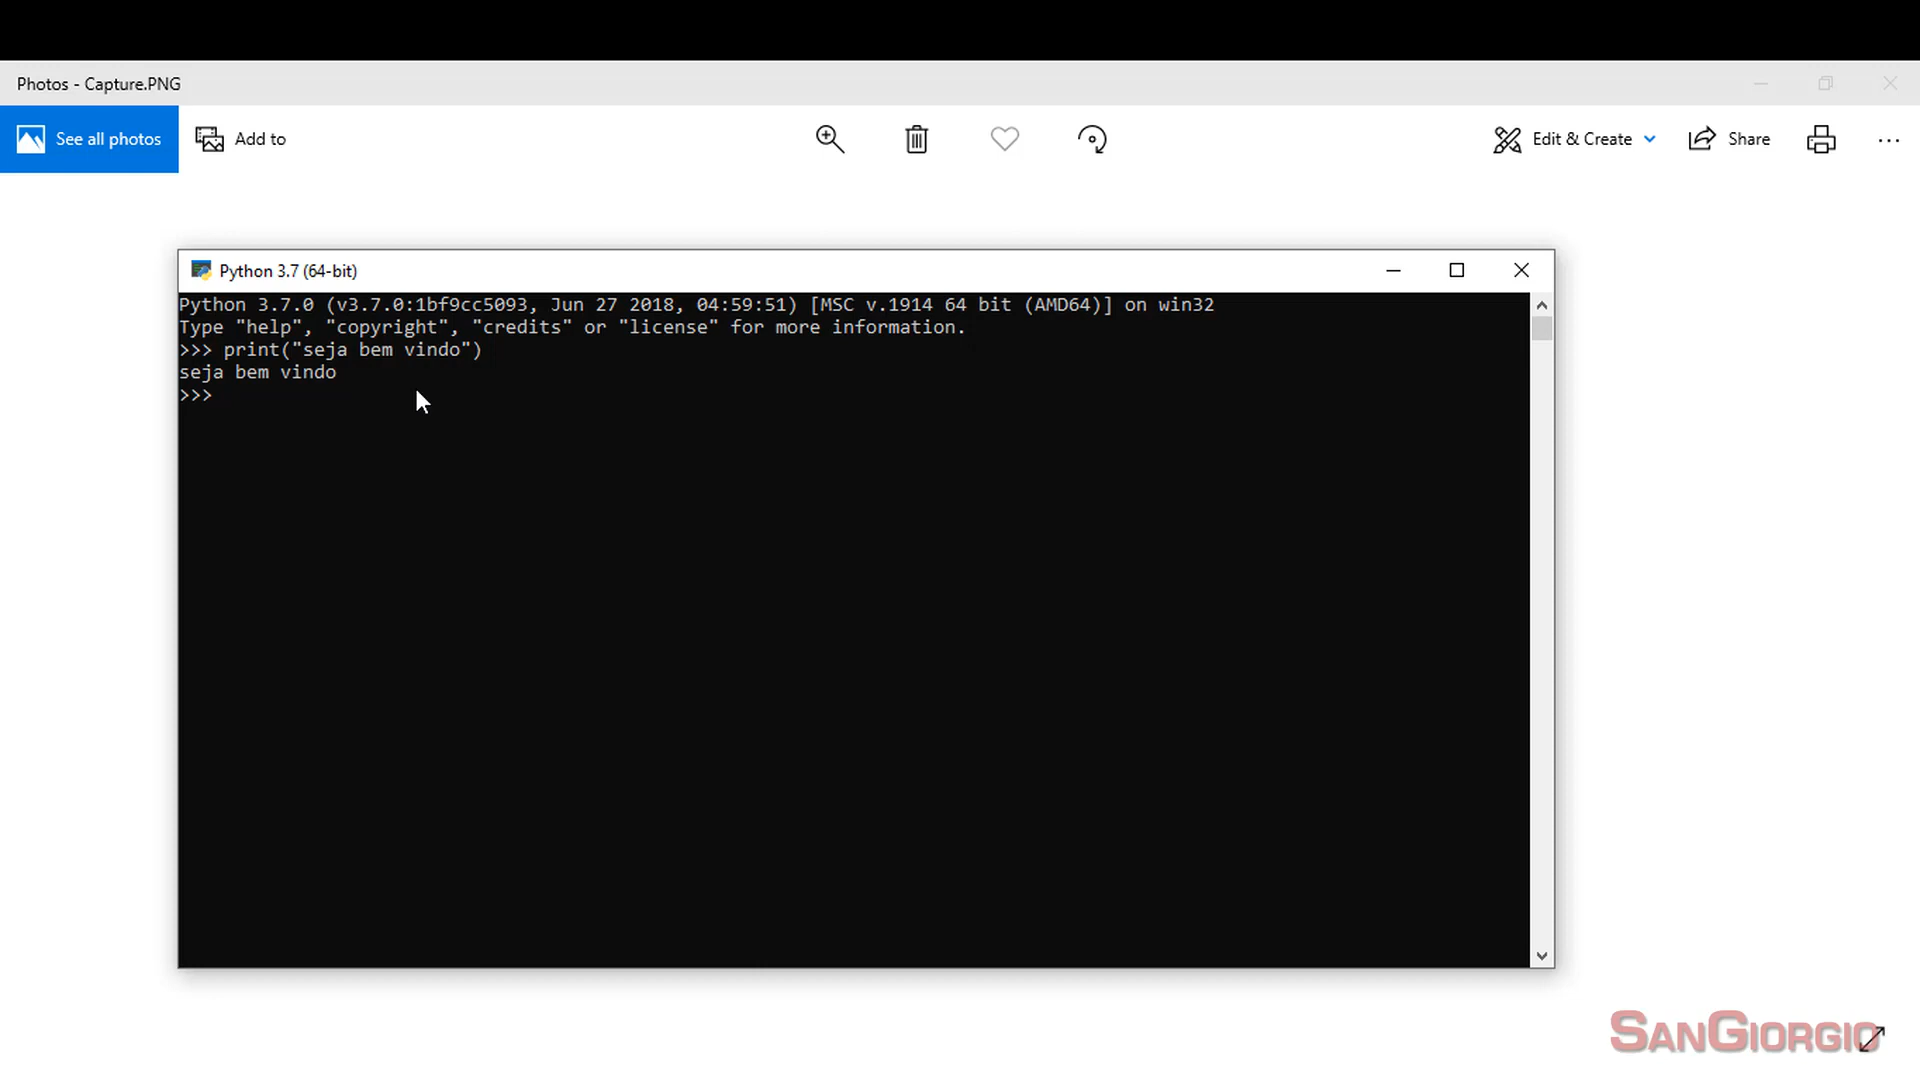 Photos - Capture.PNG
See all photos
Add to
Edit & Create
Share
Python 3.7 (64-bit)
Python 3.7.0 (v3.7.0:1bf9cc5093, Jun 27 2018, 04:59:51) [MSC v.1914 64 bit (AMD64)] on win32
Type "help", "copyright", "credits" or "license" for more information.
>>> print("seja bem vindo")
seja bem vindo
>>>
SANGIORGIO